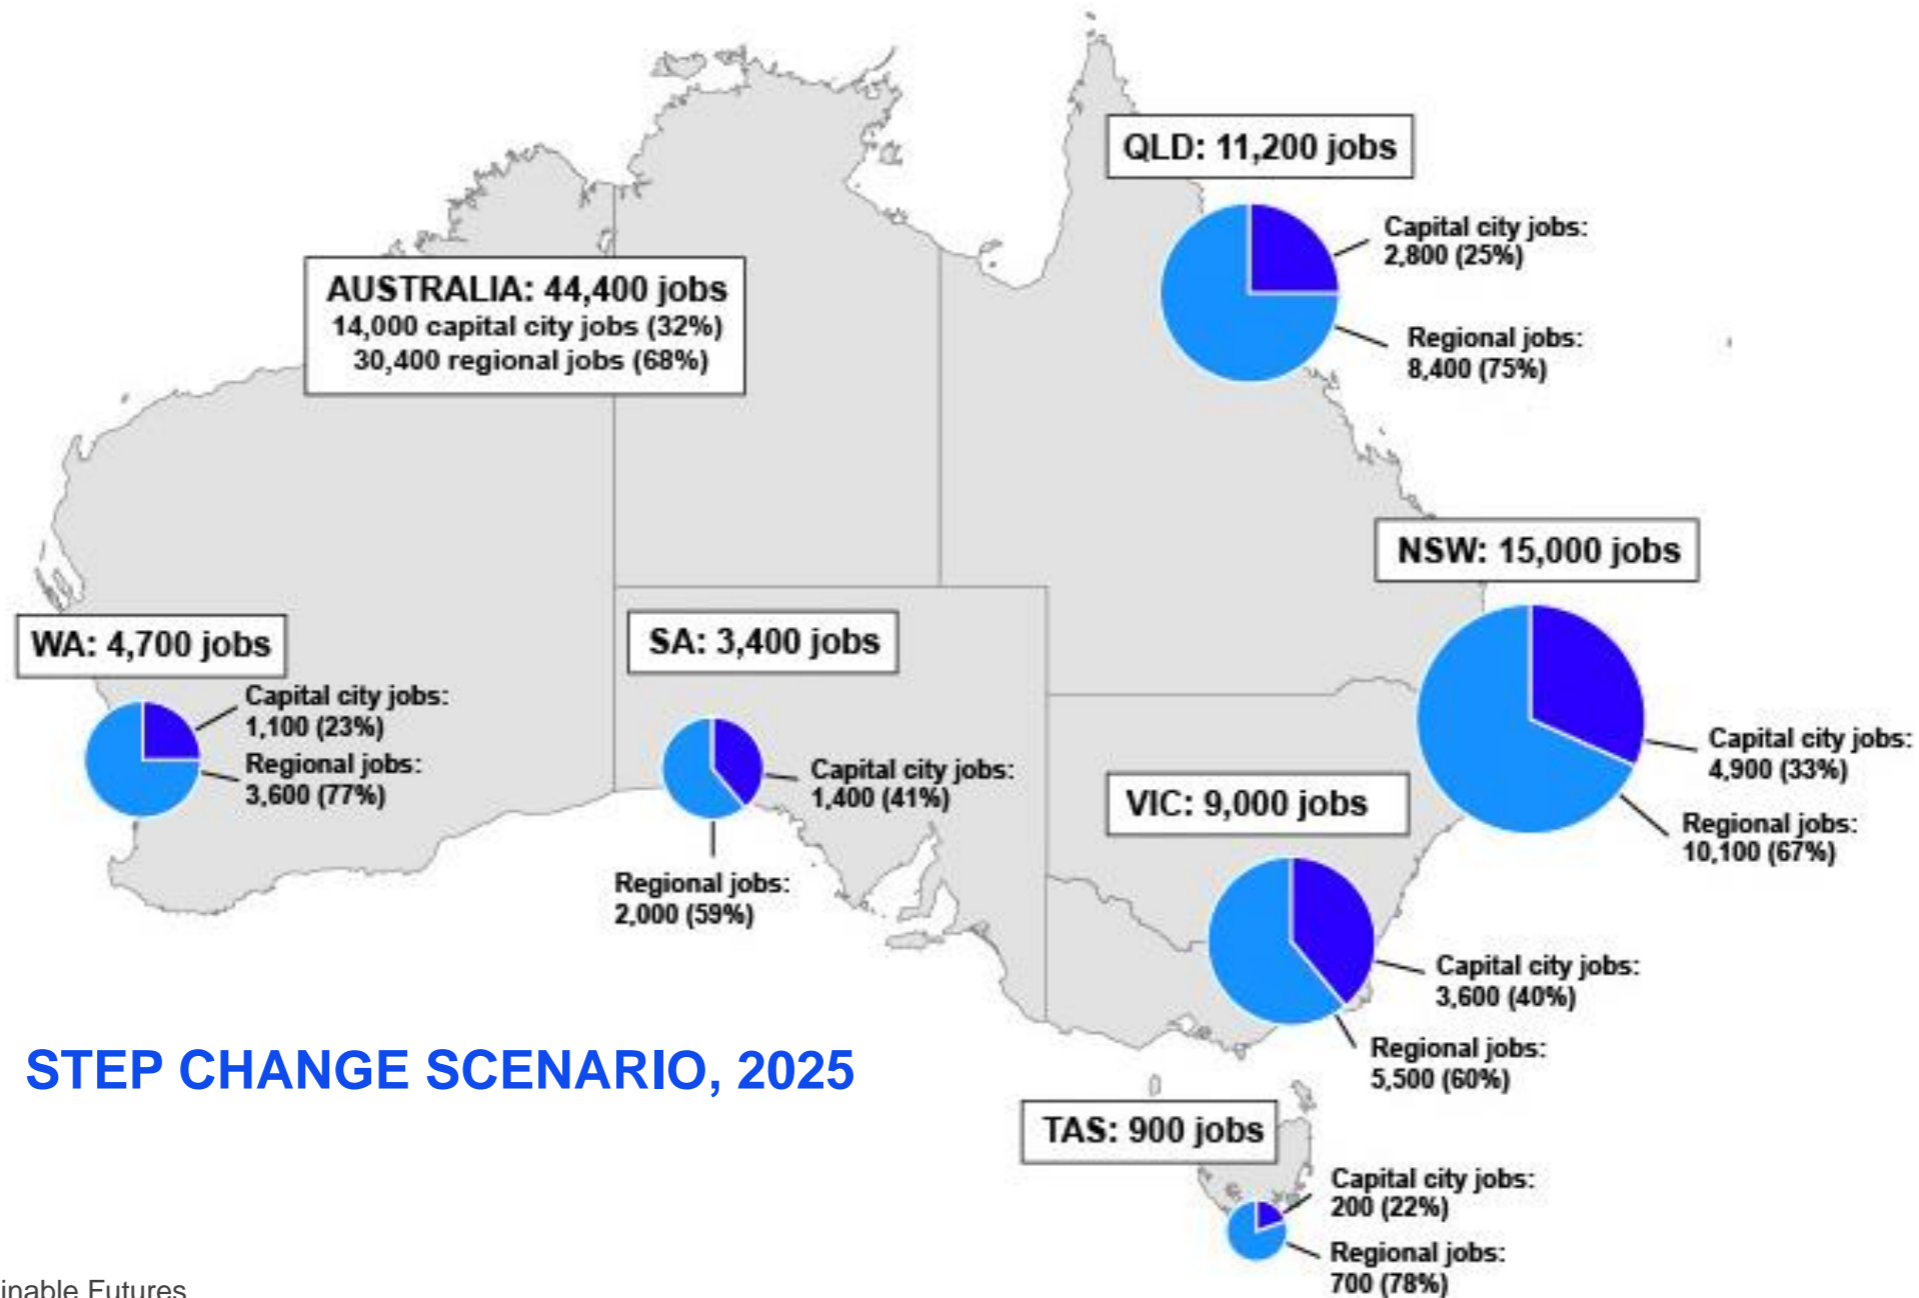 QLD: 11,200 jobs
Capital city jobs:
2,800 (25%)
Regional jobs:
8,400 (75%)
AUSTRALIA: 44,400 jobs
14,000 capital city jobs (32%)
30,400 regional jobs (68%)
NSW: 15,000 jobs
Capital city jobs:
4,900 (33%)
Regional jobs:
10,100 (67%)
WA: 4,700 jobs
Capital city jobs:
1,100 (23%)
Regional jobs:
3,600 (77%)
SA: 3,400 jobs
Capital city jobs:
1,400 (41%)
Regional jobs:
2,000 (59%)
VIC: 9,000 jobs
Capital city jobs:
3,600 (40%)
Regional jobs:
5,500 (60%)
STEP CHANGE SCENARIO, 2025
TAS: 900 jobs
Capital city jobs:
200 (22%)
Regional jobs:
700 (78%)
inable Futures